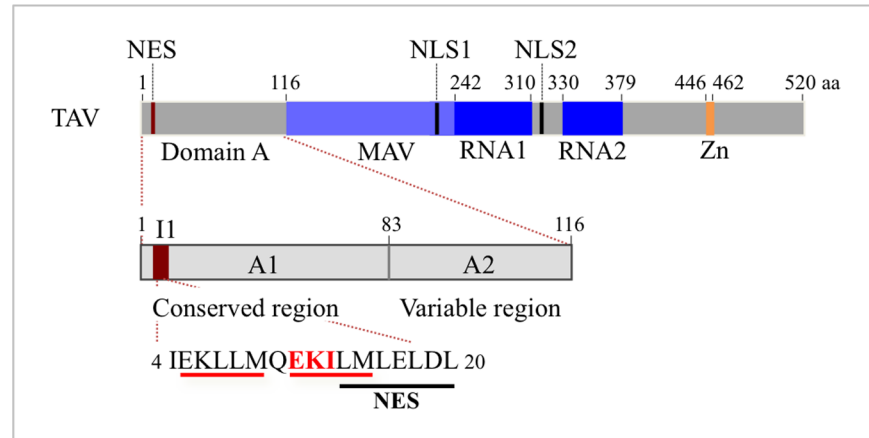 NES NLS1 NLS2
1 116 242 310 330 379 446 462 520 aa
TAV
Domain A MAV RNA1 RNA2 Zn
1 I1 83 116
A1 A2
Conserved region Variable region
4 IEKLLMQEKILMLELDL 20
NES